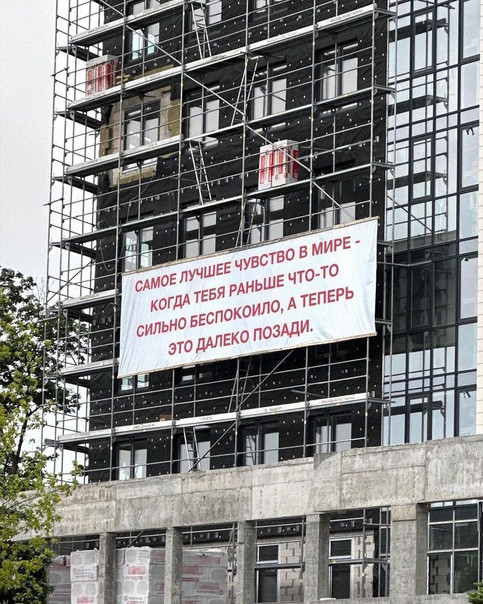 САМОЕ ЛУЧШЕЕ ЧУВСТВО В МИРЕ -
КОГДА ТЕБЯ РАНЬШЕ ЧТО-ТО
СИЛЬНО БЕСПОКОИЛО, А ТЕПЕРЬ
ЭТО ДАЛЕКО ПОЗАДИ.